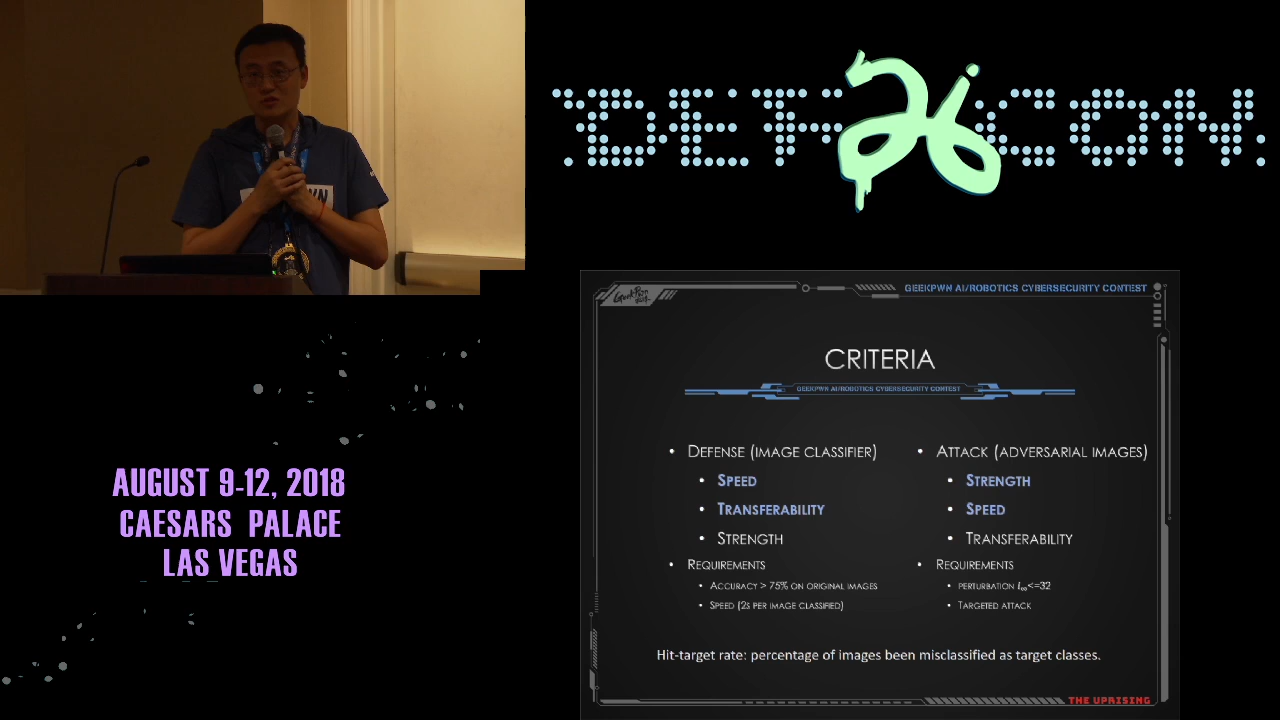 DEF CON
26
AUGUST 9-12, 2018
CAESARS PALACE
LAS VEGAS
GeekPwn
GEEKPWN AI/ROBOTICS CYBERSECURITY CONTEST
CRITERIA
GEEKPWN AI/ROBOTICS CYBERSECURITY CONTEST
• DEFENSE (IMAGE CLASSIFIER)
• SPEED
• TRANSFERABILITY
• STRENGTH
• REQUIREMENTS
• ACCURACY > 75% ON ORIGINAL IMAGES
• SPEED (2S PER IMAGE CLASSIFIED)
• ATTACK (ADVERSARIAL IMAGES)
• STRENGTH
• SPEED
• TRANSFERABILITY
• REQUIREMENTS
• PERTURBATION l∞<=32
• TARGETED ATTACK
Hit-target rate: percentage of images been misclassified as target classes.
THE UPRISING